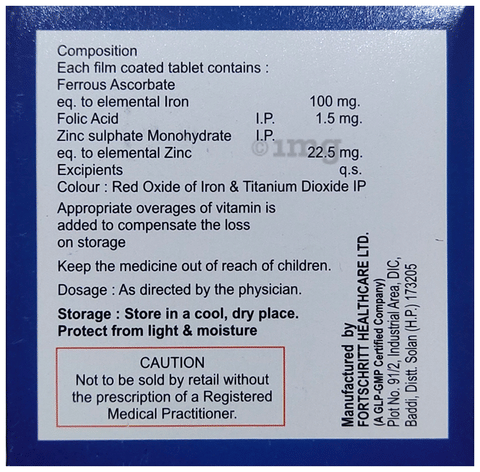 Composition
Each film coated tablet contains :
Ferrous Ascorbate
eq. to elemental Iron 100 mg.
Folic Acid I.P. 1.5 mg.
Zinc sulphate Monohydrate I.P.
eq. to elemental Zinc 22.5 mg.
Excipients q.s.
Colour : Red Oxide of Iron & Titanium Dioxide IP
Appropriate overages of vitamin is
added to compensate the loss
on storage
Keep the medicine out of reach of children.
Dosage : As directed by the physician.
Storage : Store in a cool, dry place.
Protect from light & moisture
CAUTION
Not to be sold by retail without
the prescription of a Registered
Medical Practitioner.
Manufactured by
FORTSCHRITT HEALTHCARE LTD.
(A GLP-GMP Certified Company)
Plot No. 91/2, Industrial Area, DIC,
Baddi, Distt. Solan (H.P.) 173205
© 1mg